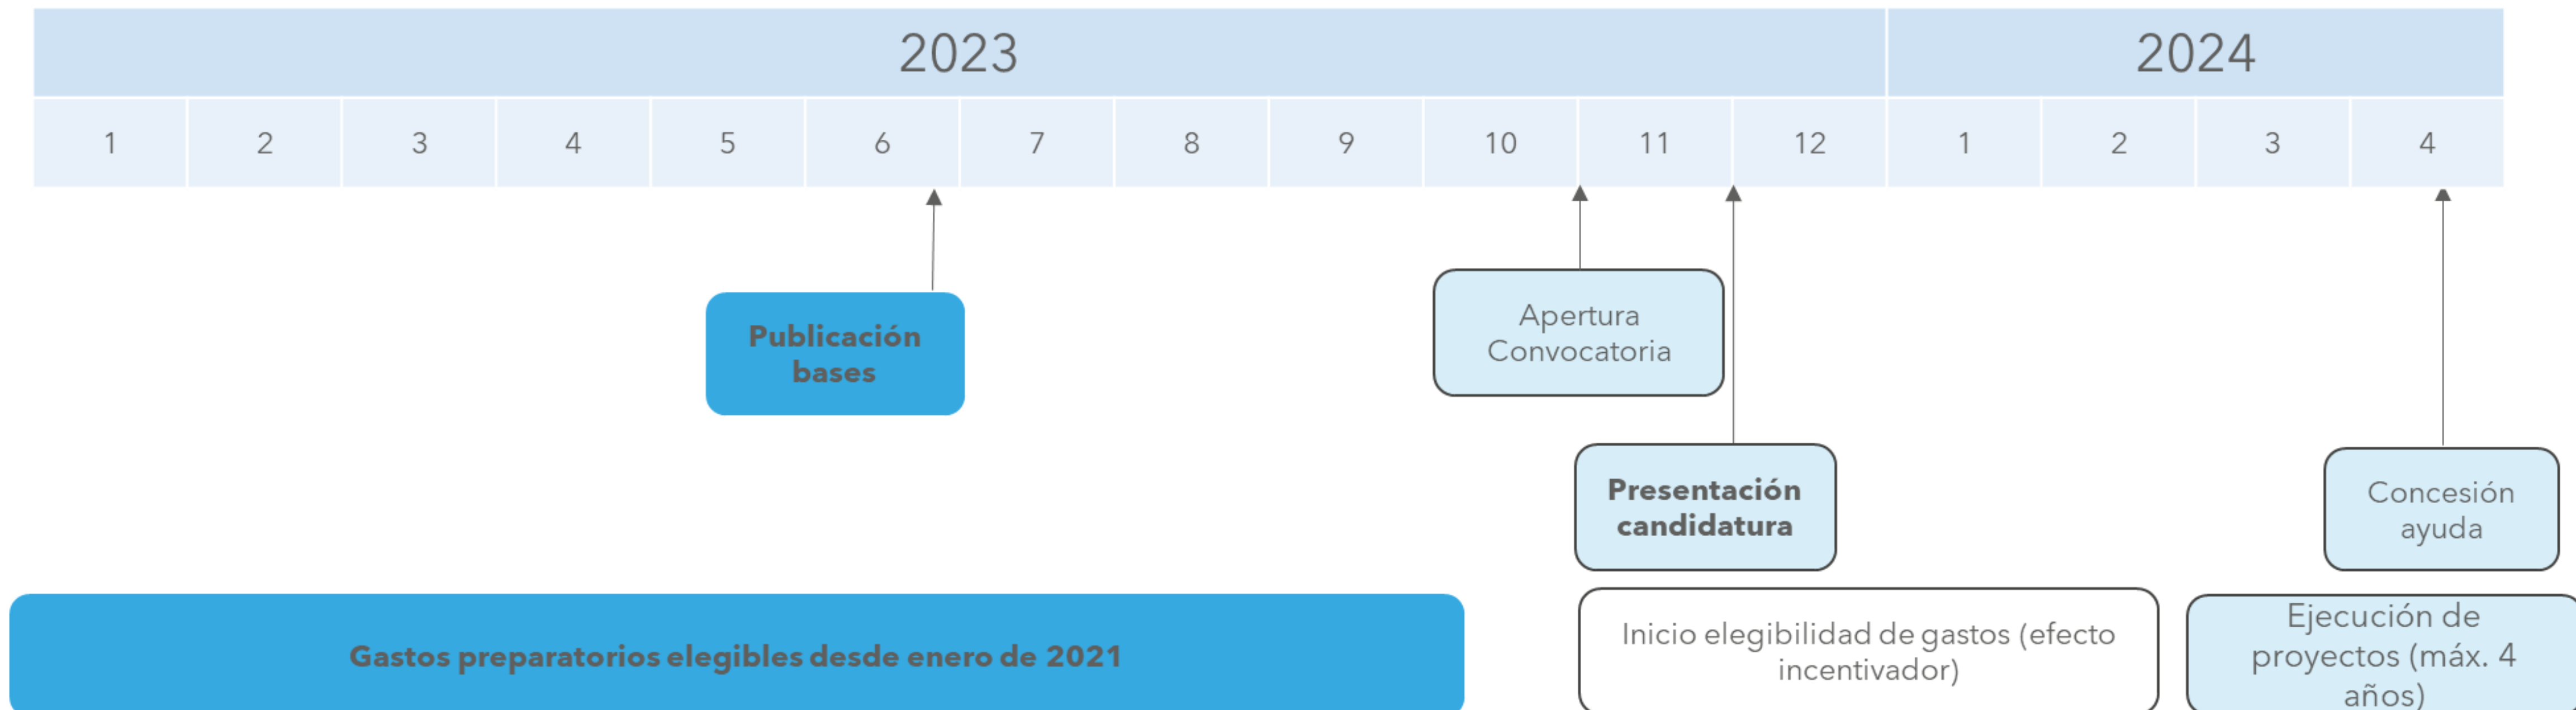 2023 2024
1 2 3 4 5 6 7 8 9 10 11 12 1 2 3 4
Publicación
bases
Apertura
Convocatoria
Presentación
candidatura
Concesión
ayuda
Gastos preparatorios elegibles desde enero de 2021
Inicio elegibilidad de gastos (efecto
incentivador)
Ejecución de
proyectos (máx. 4
años)